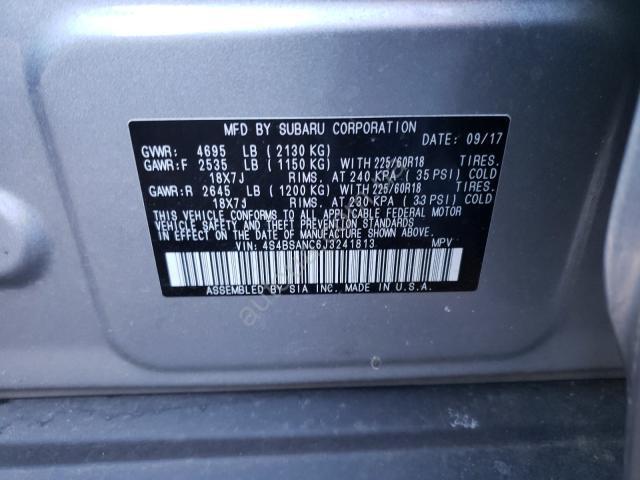 MFD BY SUBARU CORPORATION
DATE: 09/17
GVWR: 4695 LB (2130 KG)
GAWR:F 2535 LB (1150 KG) WITH 225/60R18 TIRES.
18X7J RIMS. AT 240 KPA (35 PSI) COLD
GAWR:R 2645 LB (1200 KG) WITH 225/60R18 TIRES.
18X7J RIMS. AT 230 KPA (33 PSI) COLD
THIS VEHICLE CONFORMS TO ALL APPLICABLE FEDERAL MOTOR
VEHICLE SAFETY AND THEFT PREVENTION STANDARDS IN EFFECT
ON THE DATE OF MANUFACTURE SHOWN ABOVE.
VIN: 4S4BSANC6J3241813 MPV
ASSEMBLED BY SIA INC. MADE IN U.S.A.